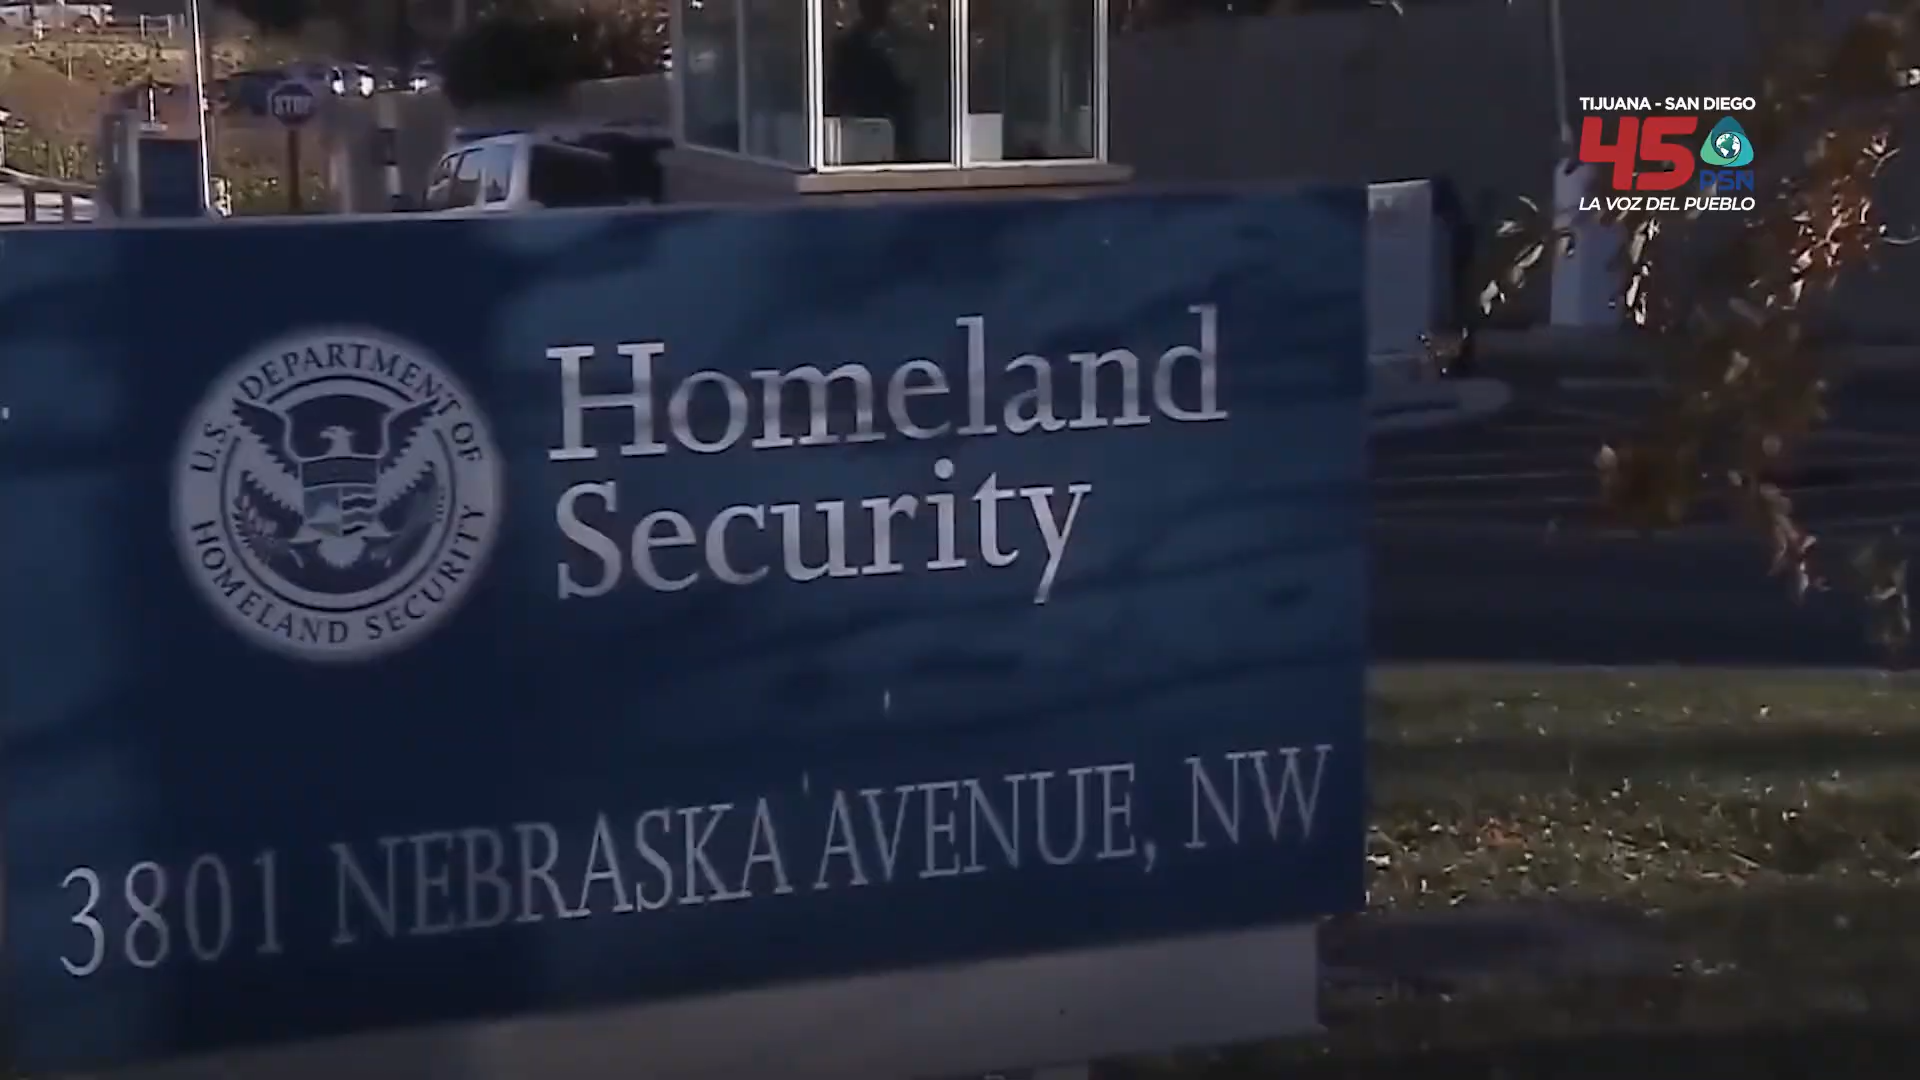 STOP
TIJUANA - SAN DIEGO
45
PSN
LA VOZ DEL PUEBLO
U.S. DEPARTMENT OF
HOMELAND SECURITY
Homeland
Security
3801 NEBRASKA AVENUE, NW